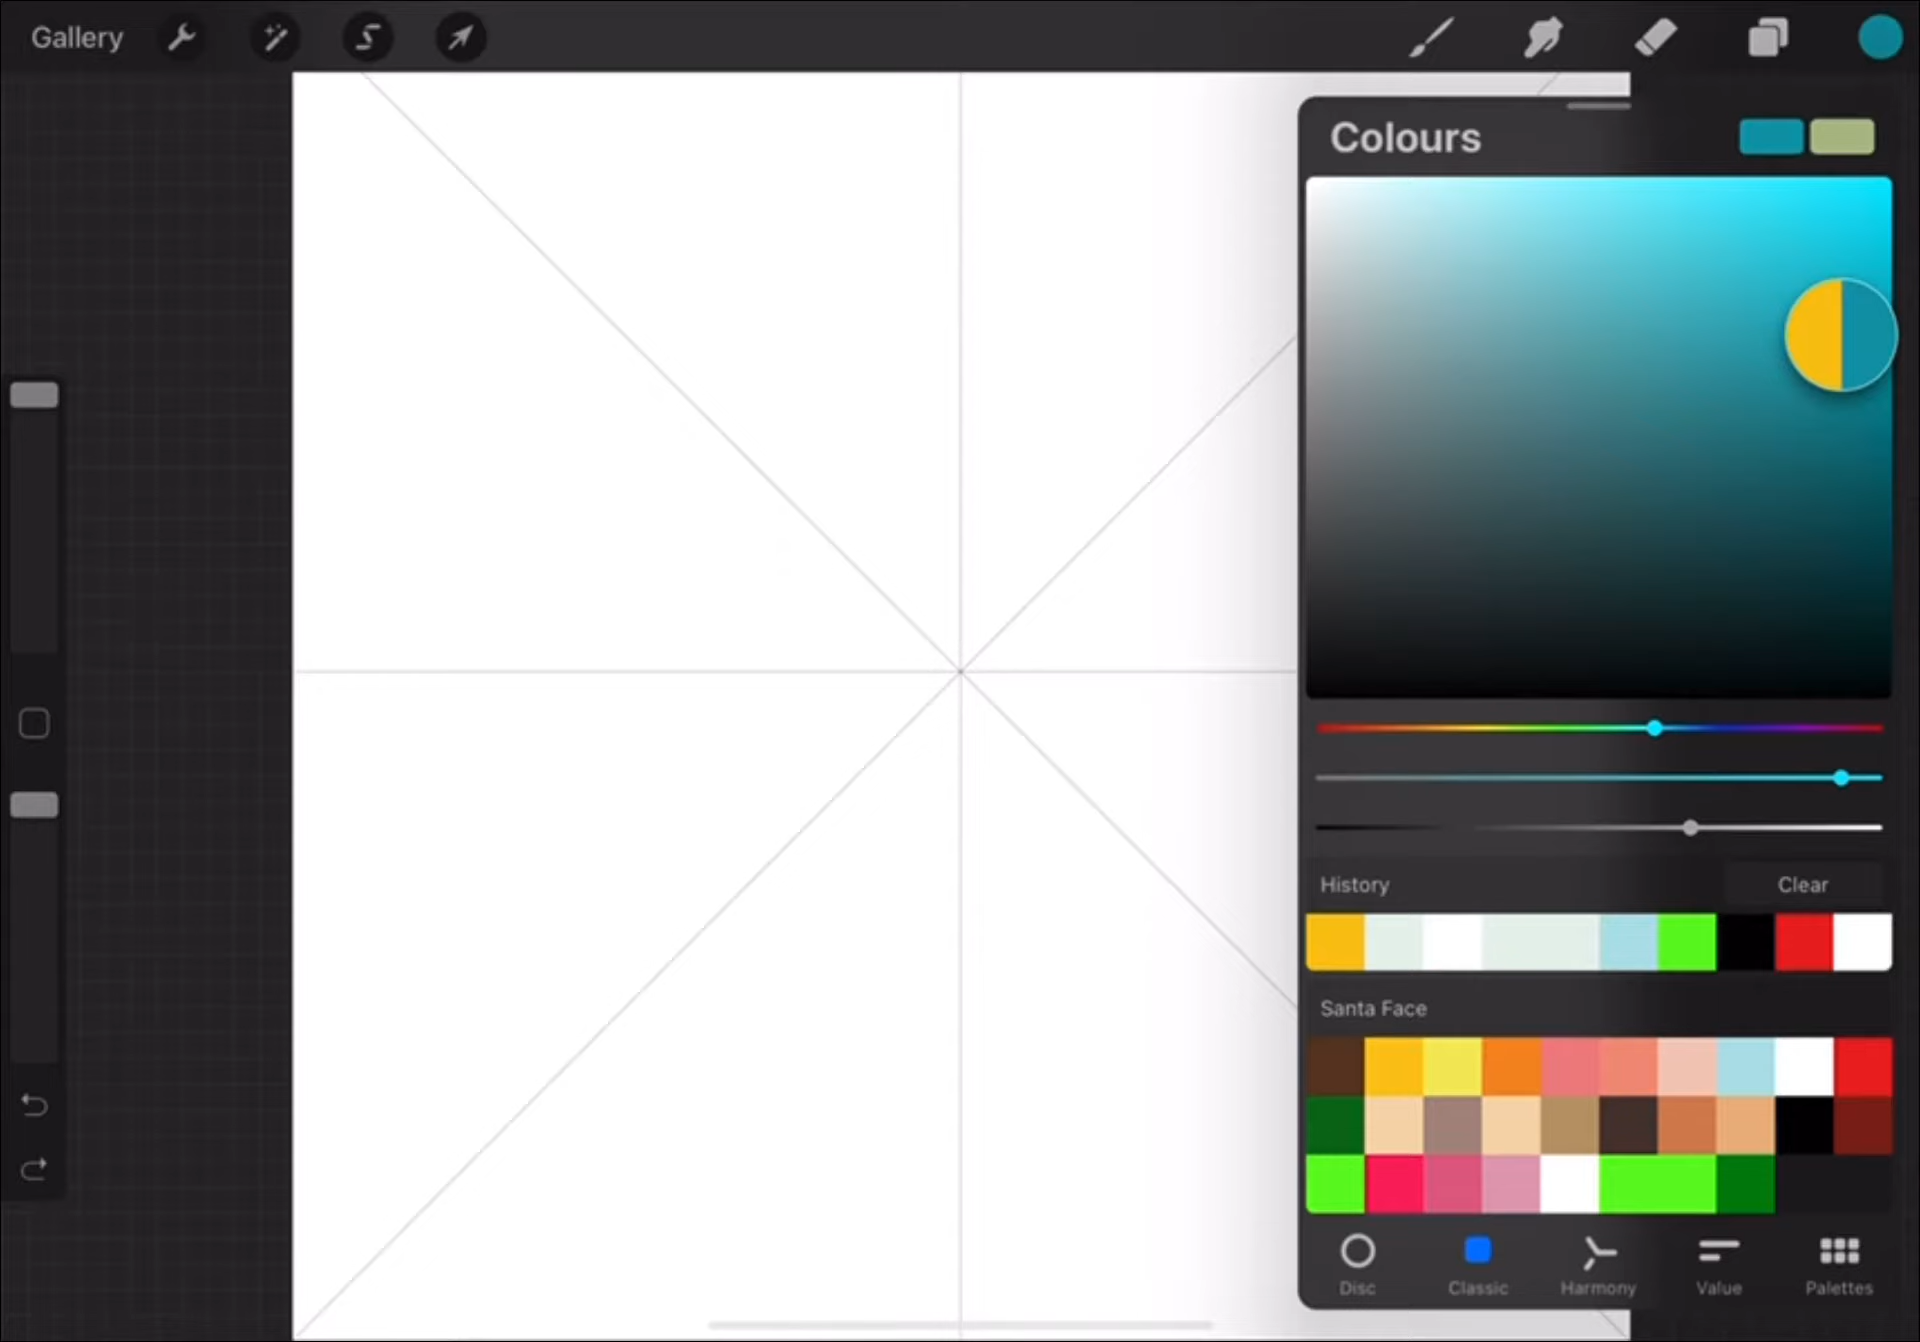 Gallery
Colours
History
Clear
Santa Face
Disc
Classic
Harmony
Value
Palettes